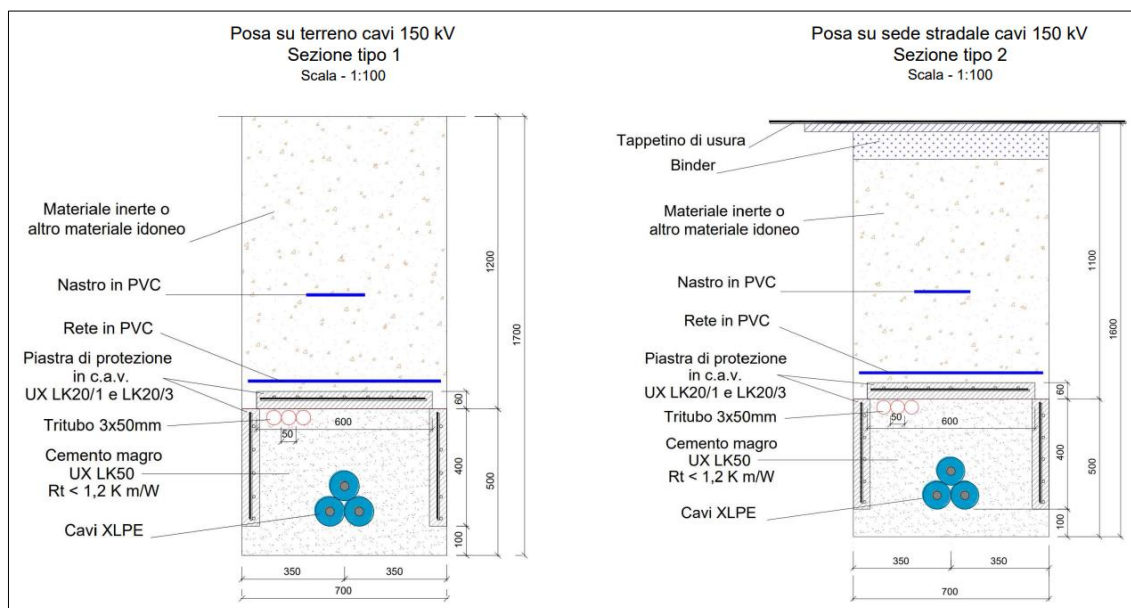 Posa su terreno cavi 150 kV
Sezione tipo 1
Scala - 1:100
Materiale inerte o
altro materiale idoneo
Nastro in PVC
Rete in PVC
Piastra di protezione
in c.a.v.
UX LK20/1 e LK20/3
Tritubo 3x50mm
Cemento magro
UX LK50
Rt < 1,2 K m/W
Cavi XLPE
50
600
1200
1700
60
400
500
100
350
350
700
Posa su sede stradale cavi 150 kV
Sezione tipo 2
Scala - 1:100
Tappetino di usura
Binder
Materiale inerte o
altro materiale idoneo
Nastro in PVC
Rete in PVC
Piastra di protezione
in c.a.v.
UX LK20/1 e LK20/3
Tritubo 3x50mm
Cemento magro
UX LK50
Rt < 1,2 K m/W
Cavi XLPE
50
600
1100
1600
60
400
500
100
350
350
700